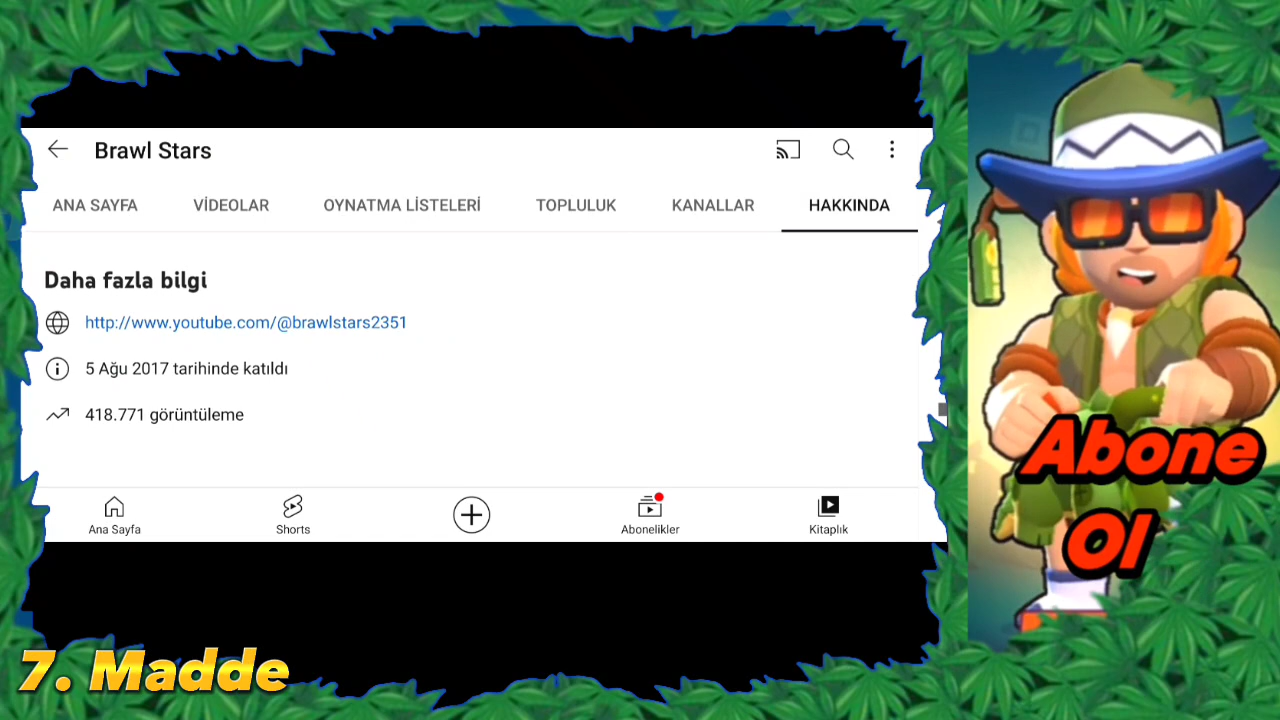 Brawl Stars
ANA SAYFA VİDEOLAR OYNATMA LİSTELERİ TOPLULUK KANALLAR HAKKINDA
Daha fazla bilgi
http://www.youtube.com/@brawlstars2351
5 Ağu 2017 tarihinde katıldı
418.771 görüntüleme
Ana Sayfa Shorts Abonelikler Kitaplık
Abone
Ol
7. Madde